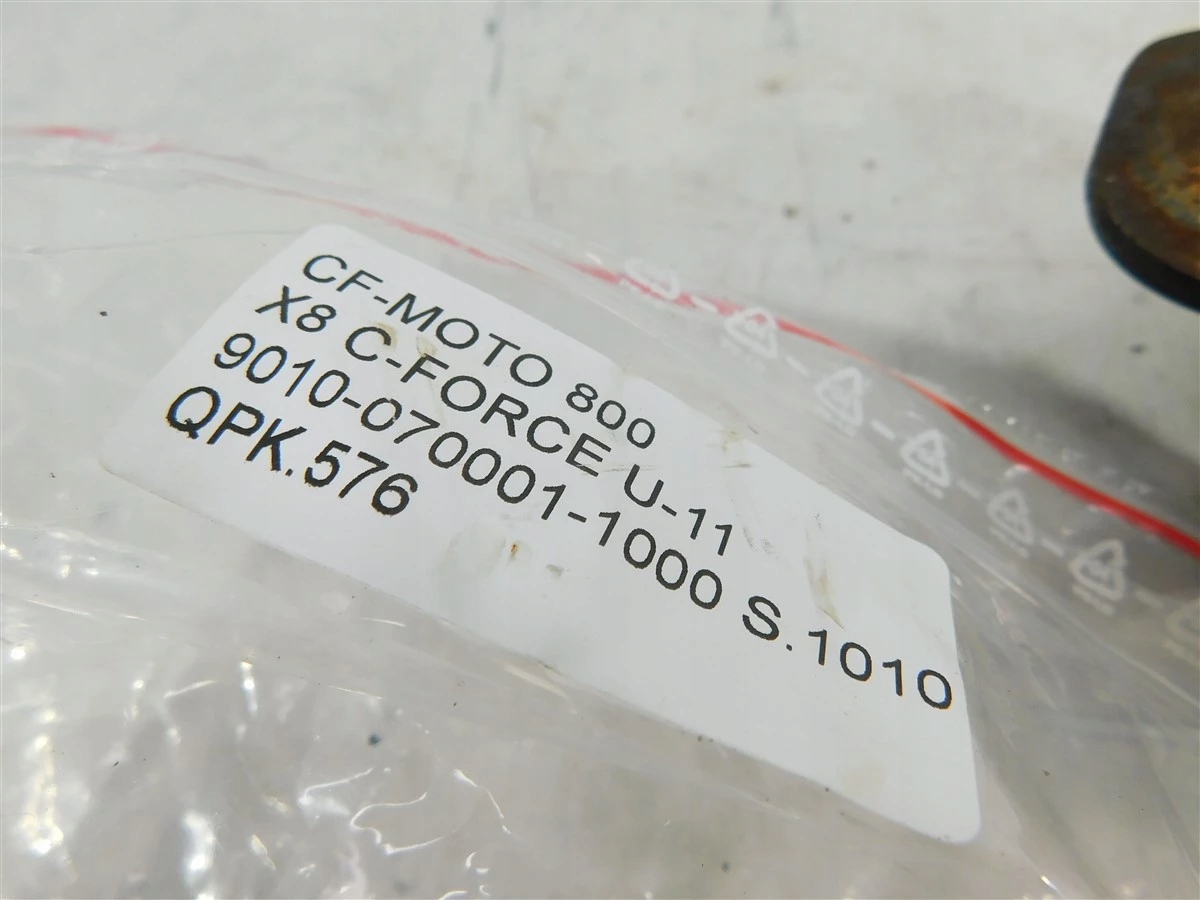 CF-MOTO 800
X8 C-FORCE U-11
9010-070001-1000 S.1010
QPK.576